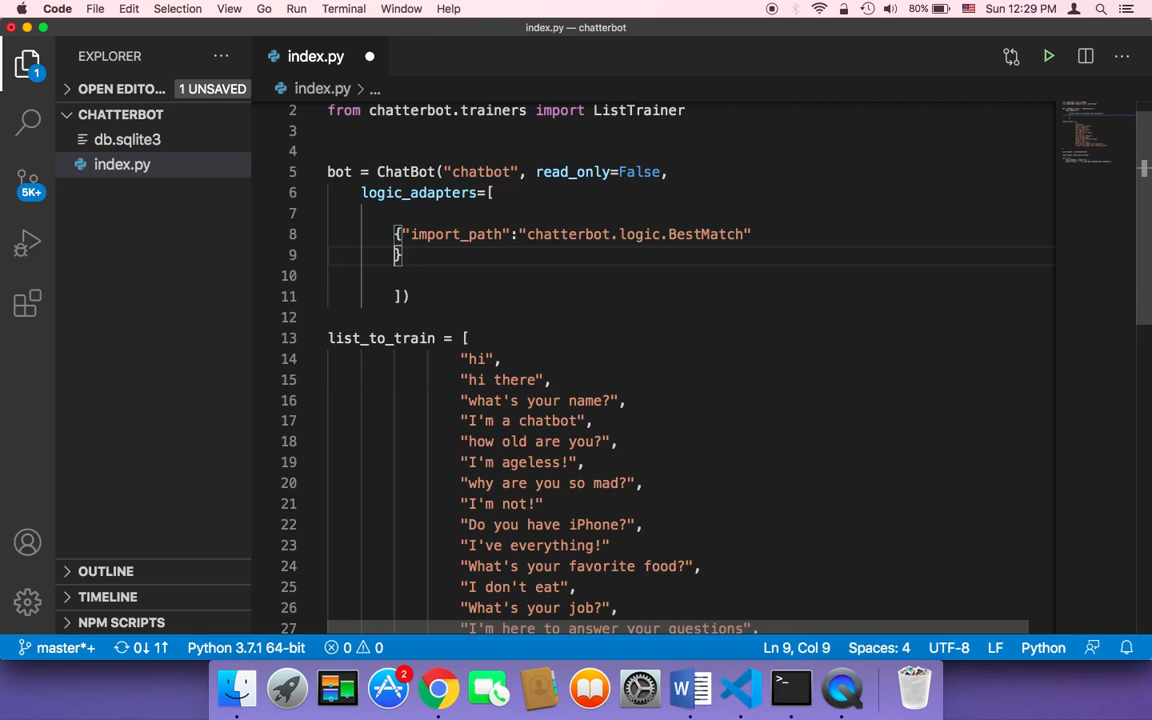 Code File Edit Selection View Go Run Terminal Window Help 80% Sun 12:29 PM
index.py — chatterbot
EXPLORER
index.py
OPEN EDITO... 1 UNSAVED
index.py > ...
CHATTERBOT
db.sqlite3
index.py
1
5K+
2 from chatterbot.trainers import ListTrainer
3
4
5 bot = ChatBot("chatbot", read_only=False,
6 logic_adapters=[
7
8 {"import_path":"chatterbot.logic.BestMatch"
9 }
10
11 ])
12
13 list_to_train = [
14 "hi",
15 "hi there",
16 "what's your name?",
17 "I'm a chatbot",
18 "how old are you?",
19 "I'm ageless!",
20 "why are you so mad?",
21 "I'm not!"
22 "Do you have iPhone?",
23 "I've everything!"
24 "What's your favorite food?",
25 "I don't eat",
26 "What's your job?",
27 "I'm here to answer your questions",
OUTLINE
TIMELINE
NPM SCRIPTS
master*+ 0↓ 1↑ Python 3.7.1 64-bit 0 0 Ln 9, Col 9 Spaces: 4 UTF-8 LF Python
2